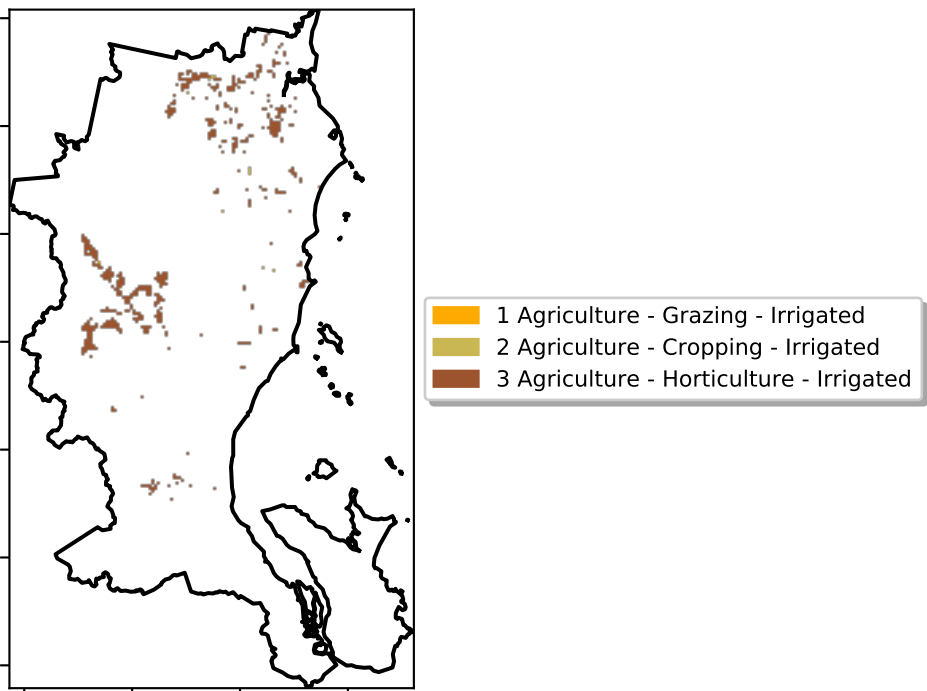 1 Agriculture - Grazing - Irrigated
2 Agriculture - Cropping - Irrigated
3 Agriculture - Horticulture - Irrigated